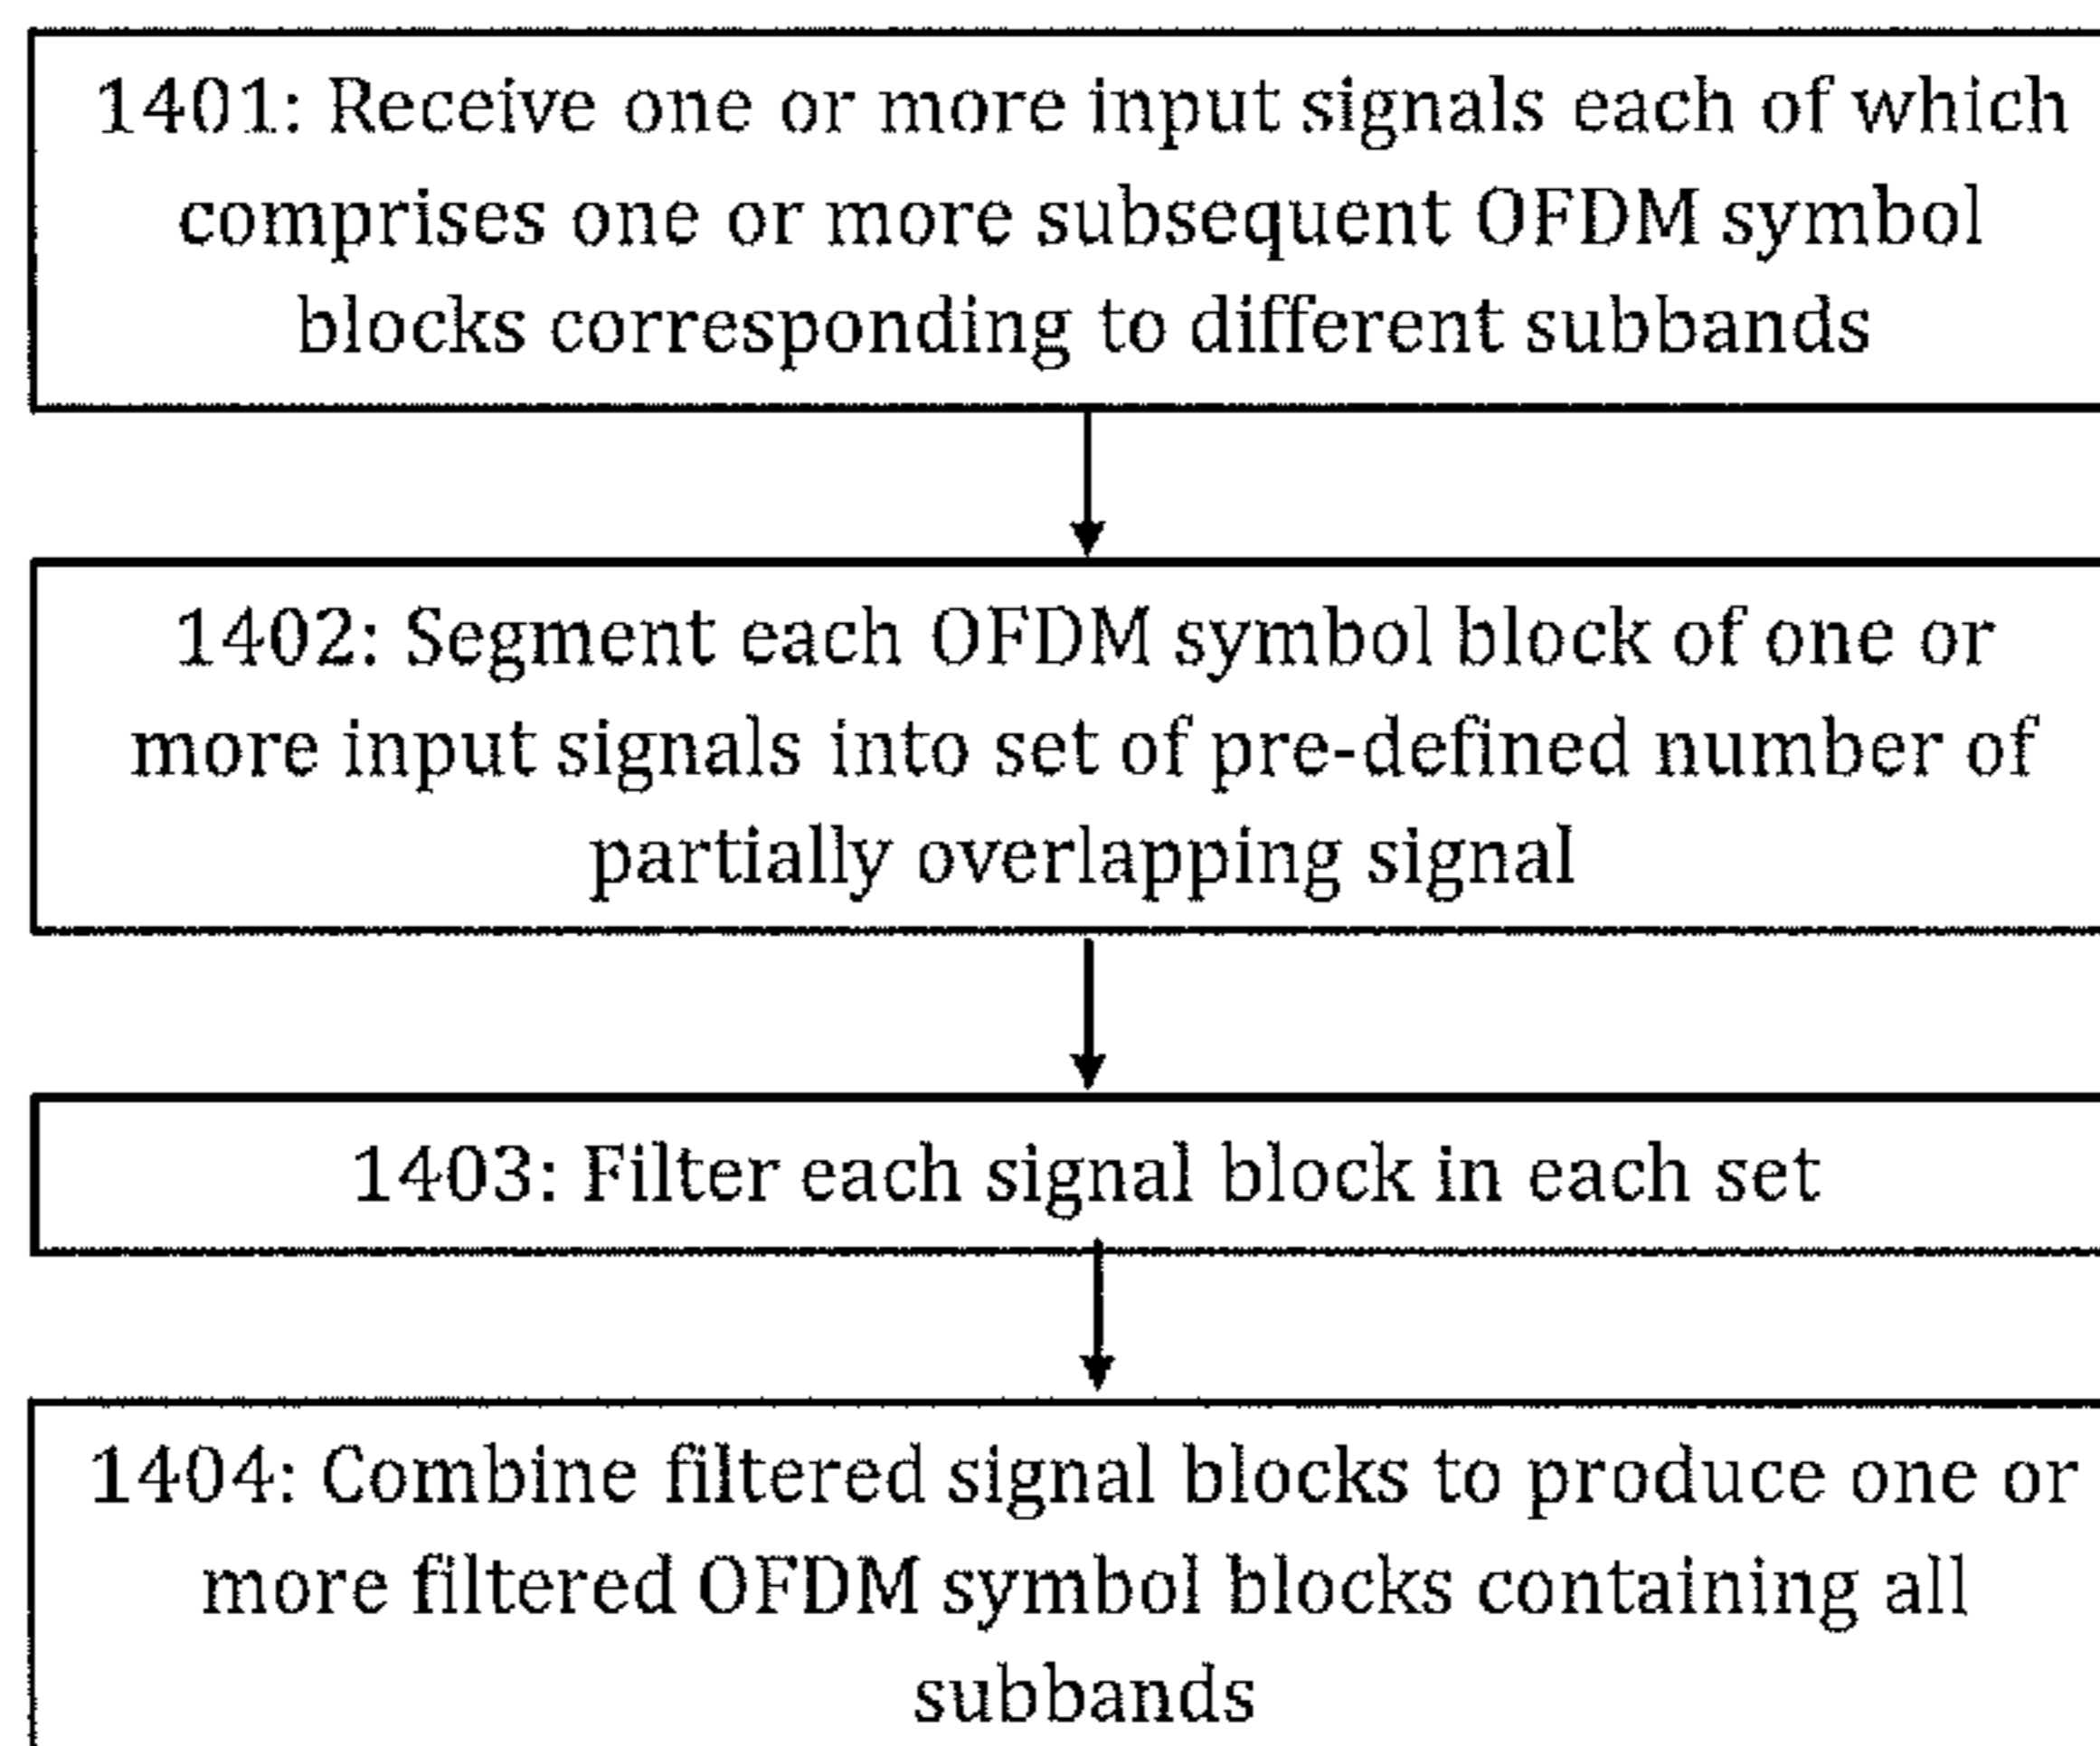 1401: Receive one or more input signals each of which
comprises one or more subsequent OFDM symbol
blocks corresponding to different subbands
1402: Segment each OFDM symbol block of one or
more input signals into set of pre-defined number of
partially overlapping signal
1403: Filter each signal block in each set
1404: Combine filtered signal blocks to produce one or
more filtered OFDM symbol blocks containing all
subbands